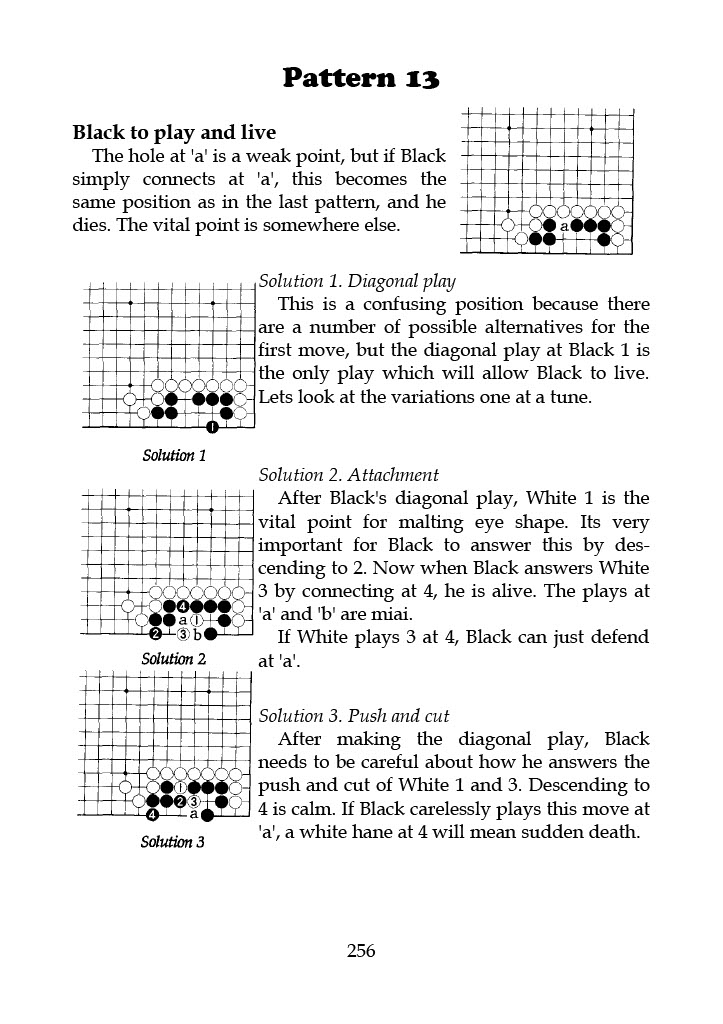 Pattern 13
Black to play and live
The hole at 'a' is a weak point, but if Black
simply connects at 'a', this becomes the
same position as in the last pattern, and he
dies. The vital point is somewhere else.
a
Solution 1. Diagonal play
This is a confusing position because there
are a number of possible alternatives for the
first move, but the diagonal play at Black 1 is
the only play which will allow Black to live.
Lets look at the variations one at a tune.
1
Solution 1
Solution 2. Attachment
After Black's diagonal play, White 1 is the
vital point for malting eye shape. Its very
important for Black to answer this by des-
cending to 2. Now when Black answers White
3 by connecting at 4, he is alive. The plays at
'a' and 'b' are miai.
If White plays 3 at 4, Black can just defend
at 'a'.
4
a 1
2 3 b
Solution 2
Solution 3. Push and cut
After making the diagonal play, Black
needs to be careful about how he answers the
push and cut of White 1 and 3. Descending to
4 is calm. If Black carelessly plays this move at
'a', a white hane at 4 will mean sudden death.
1
2 3
4 a
Solution 3
256